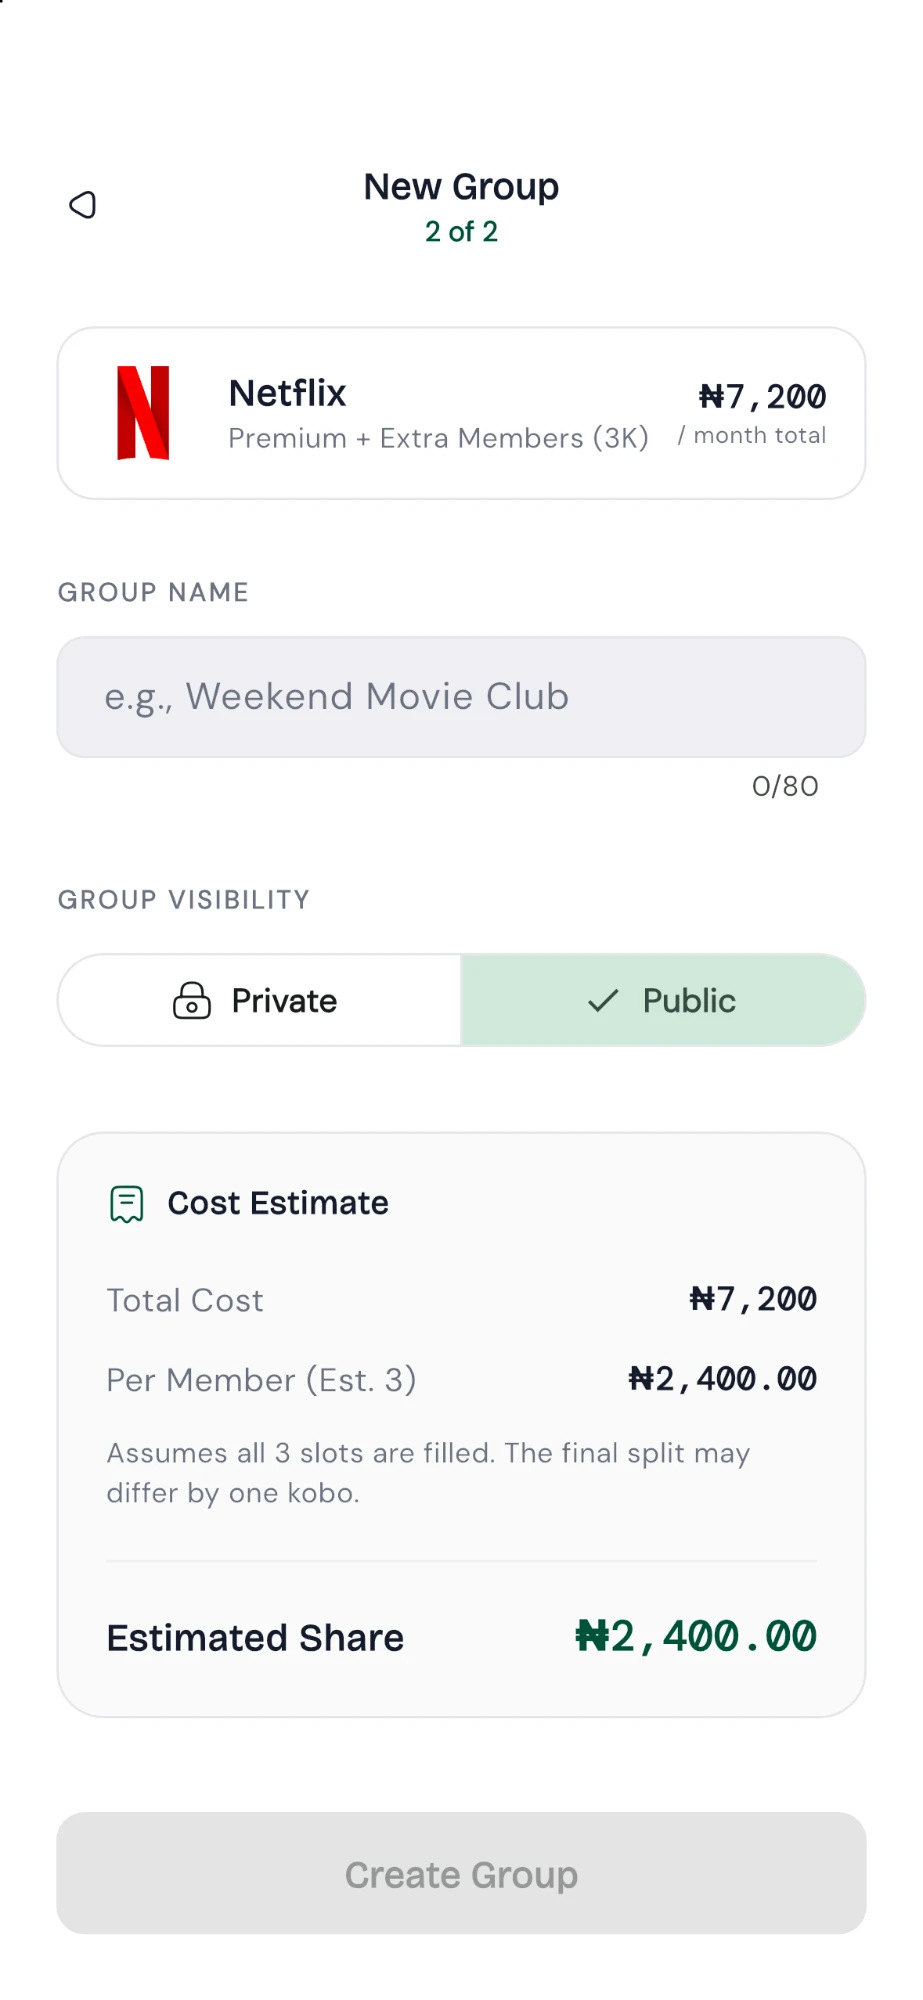 New Group
2 of 2
Netflix
₦7,200
Premium + Extra Members (3K)
/ month total
GROUP NAME
e.g., Weekend Movie Club
0/80
GROUP VISIBILITY
Private
Public
Cost Estimate
Total Cost
₦7,200
Per Member (Est. 3)
₦2,400.00
Assumes all 3 slots are filled. The final split may
differ by one kobo.
Estimated Share
₦2,400.00
Create Group